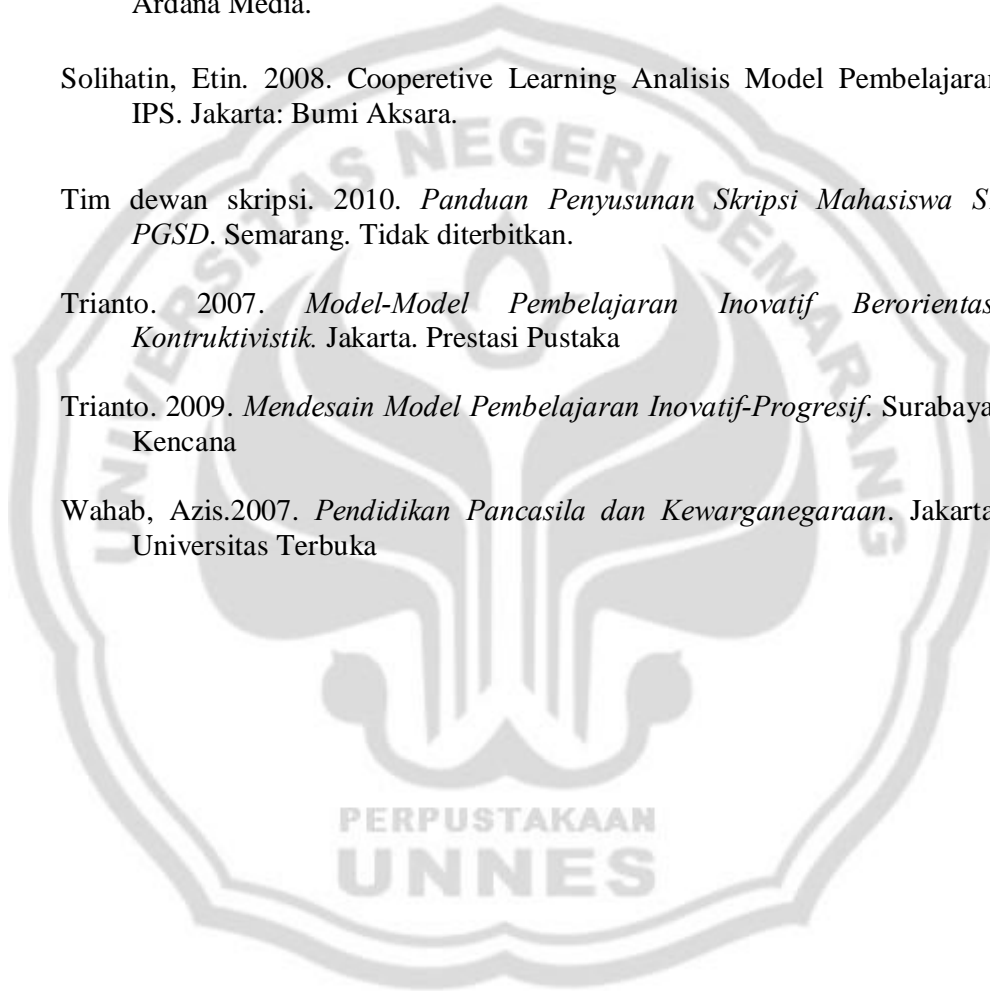 Ardana Media.
Solihatin, Etin. 2008. Cooperetive Learning Analisis Model Pembelajaran
IPS. Jakarta: Bumi Aksara.
Tim dewan skripsi. 2010. Panduan Penyusunan Skripsi Mahasiswa
PGSD. Semarang. Tidak diterbitkan.
Trianto. 2007. Model-Model Pembelajaran Inovatif Berorientas
Kontruktivistik. Jakarta. Prestasi Pustaka
Trianto. 2009. Mendesain Model Pembelajaran Inovatif-Progresif. Surabaya
Kencana
Wahab, Azis.2007. Pendidikan Pancasila dan Kewarganegaraan. Jakarta
Universitas Terbuka
UNIVERSITAS NEGERI SEMARANG
PERPUSTAKAAN
UNNES